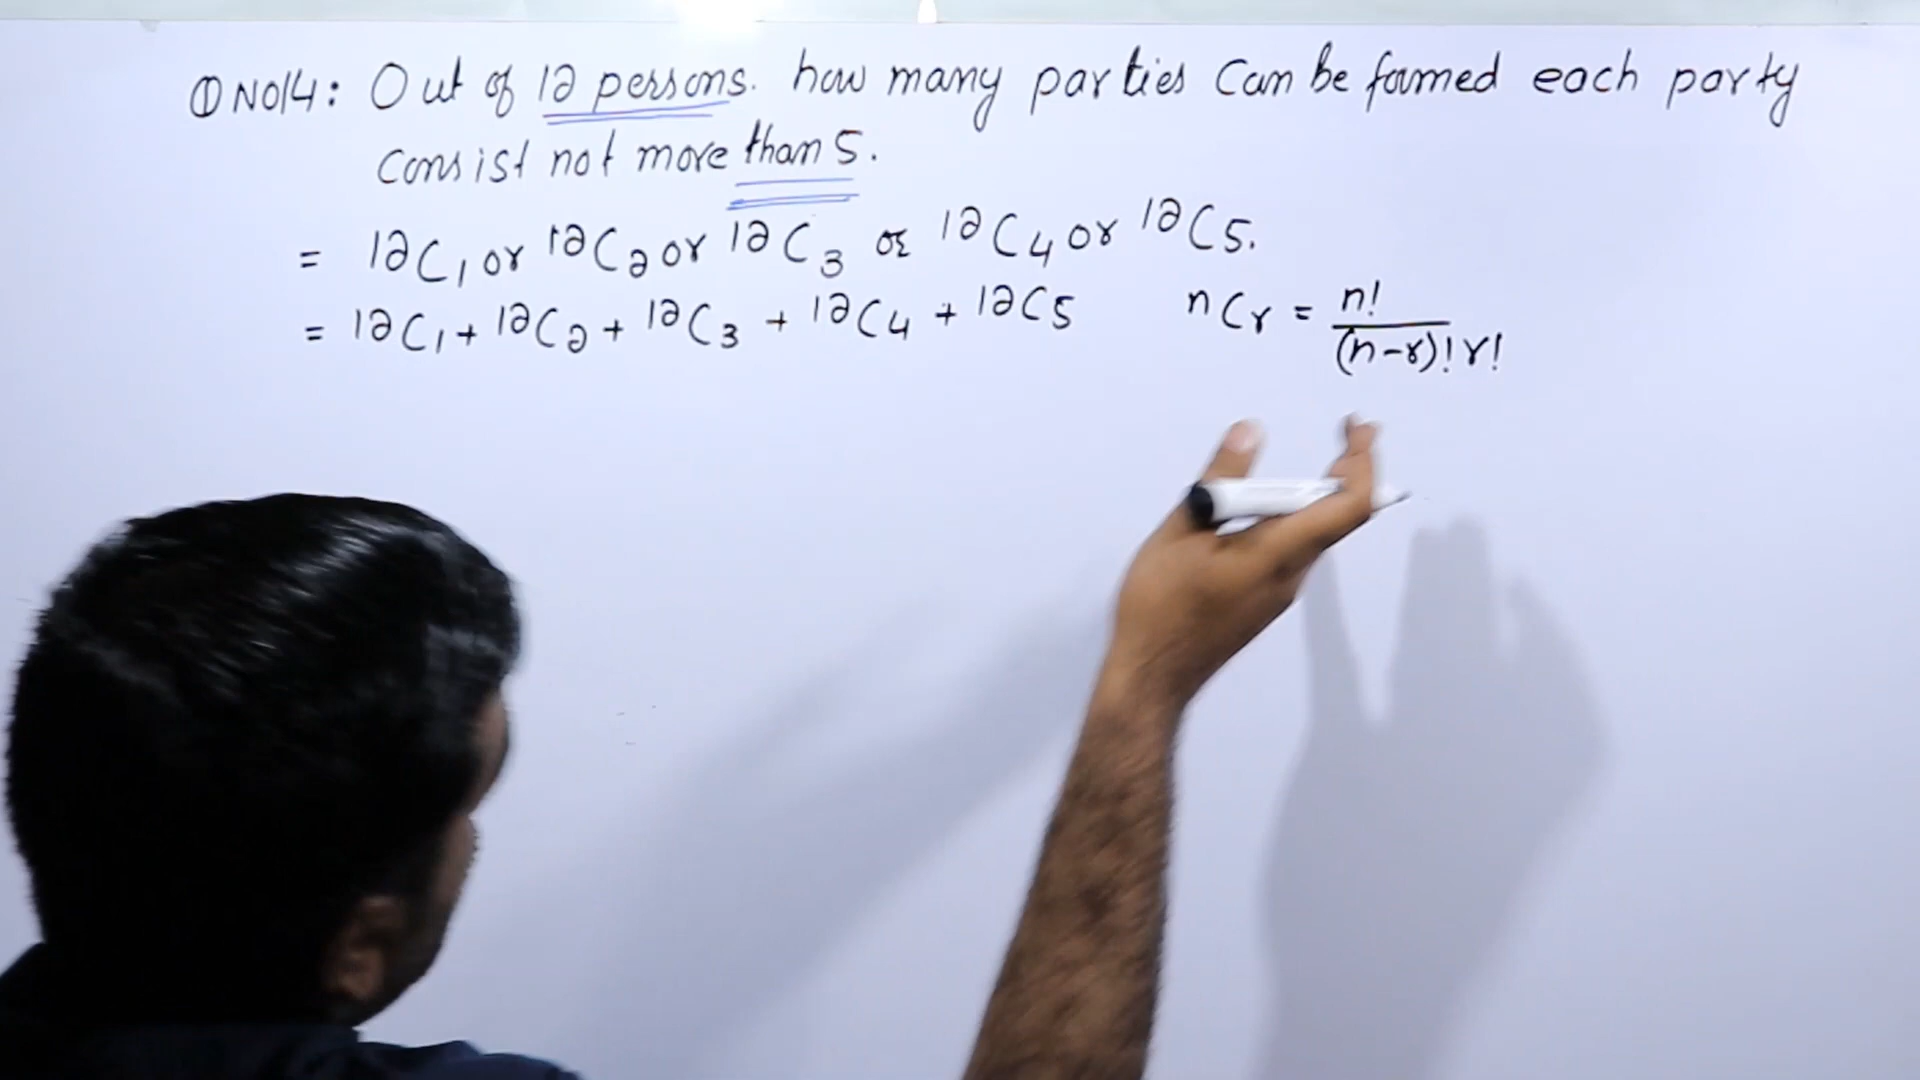 QNo14: Out of 12 persons. how many parties Can be formed each party
consist not more than 5.
= 12C1 or 12C2 or 12C3 or 12C4 or 12C5.
= 12C1 + 12C2 + 12C3 + 12C4 + 12C5
nCr = n!
(n-r)! r!